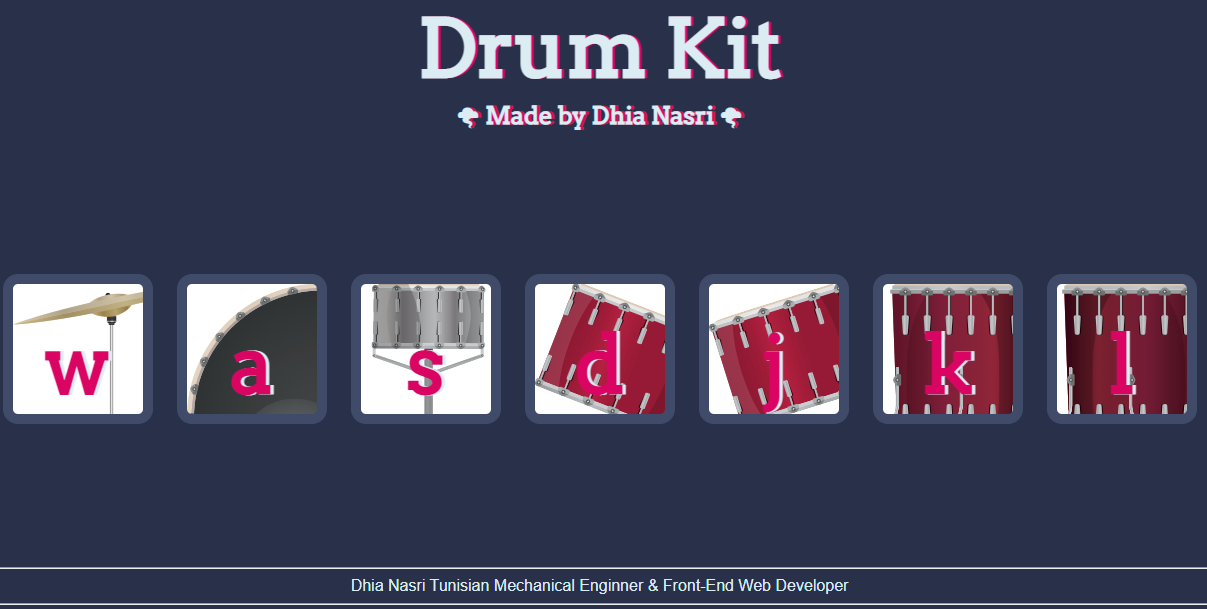 Drum Kit
Made by Dhia Nasri
w a s d j k l
Dhia Nasri Tunisian Mechanical Enginner & Front-End Web Developer